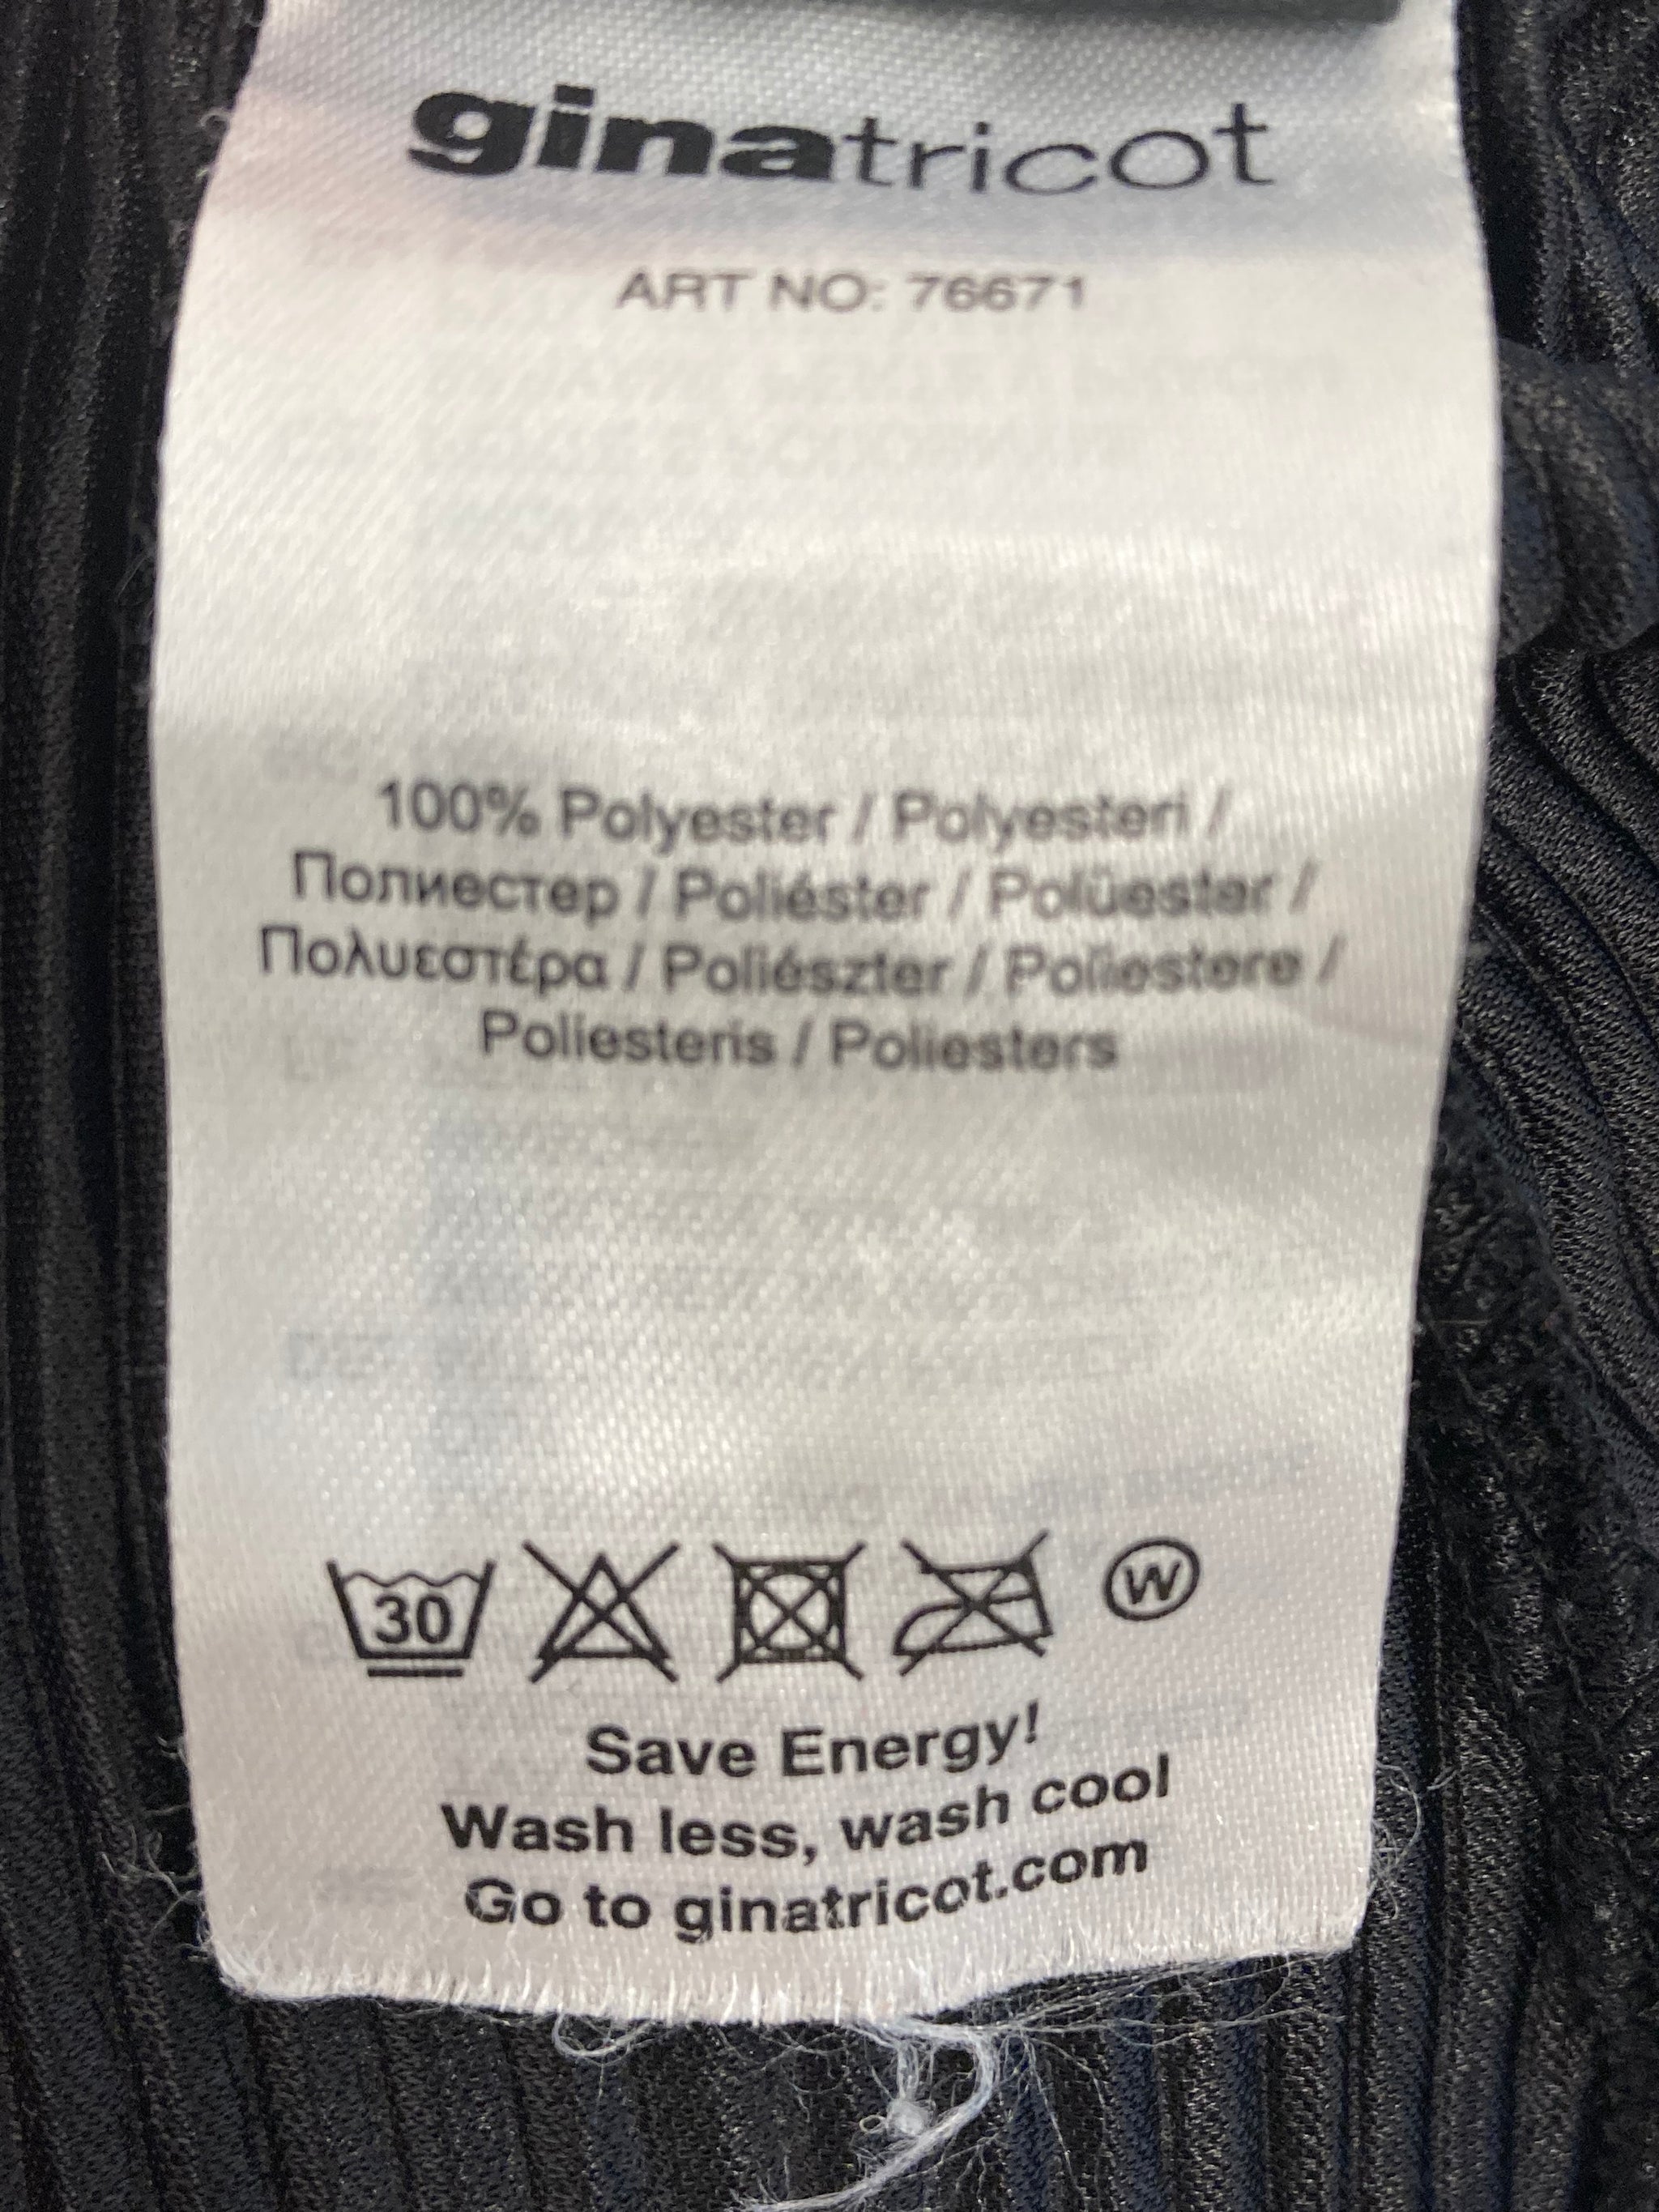 ginatricot
ART NO: 76671
100% Polyester / Polyesteri /
Полиестер / Poliéster / Polüester /
Πολυεστέρα / Poliészter / Poliestere /
Poliesteris / Poliesters
30
W
Save Energy!
Wash less, wash cool
Go to ginatricot.com